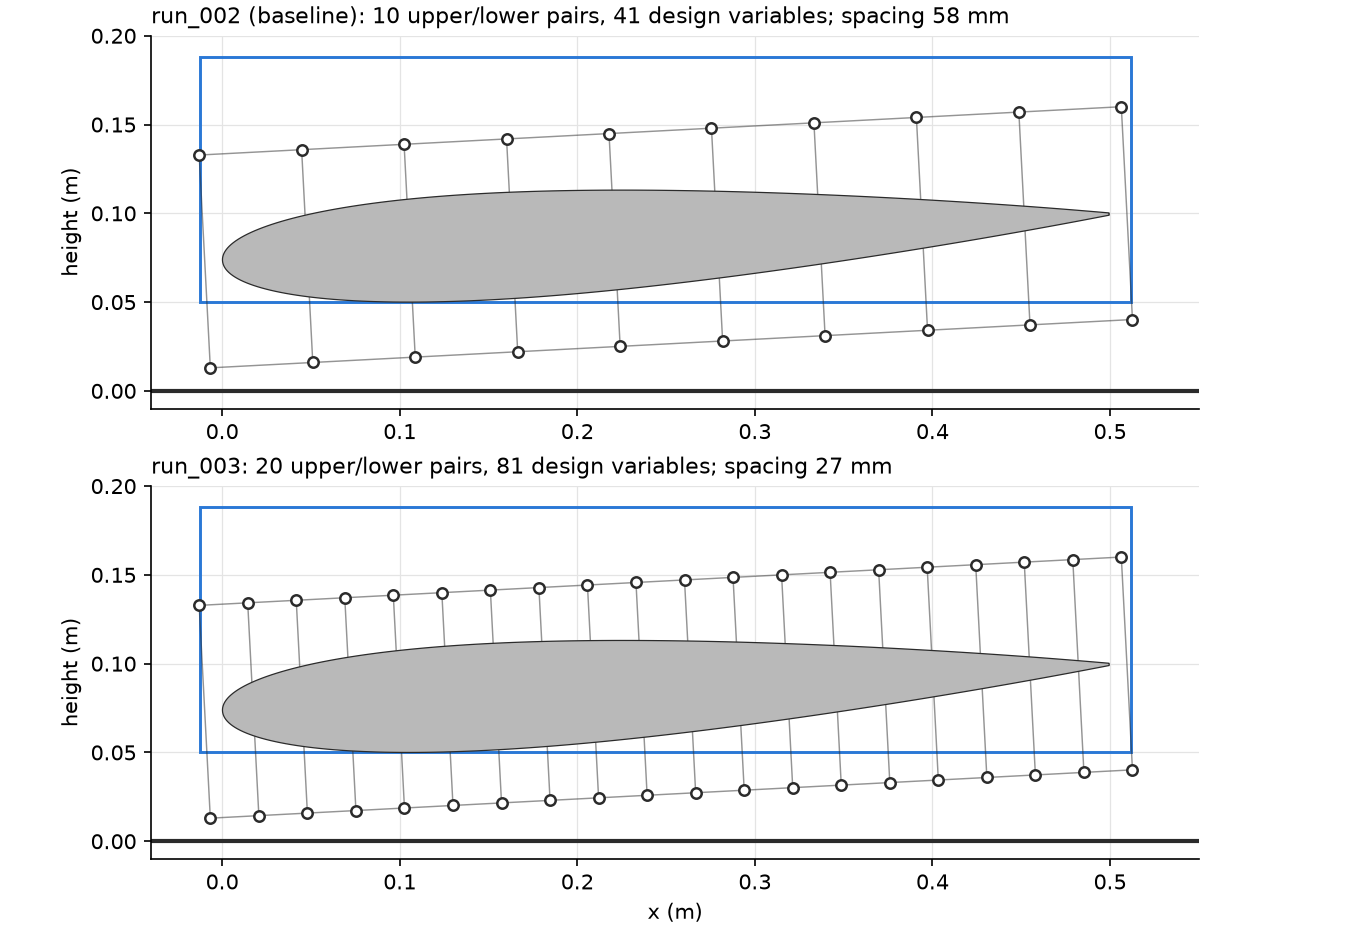 run_002 (baseline): 10 upper/lower pairs, 41 design variables; spacing 58 mm
0.20
0.15
0.10
0.05
0.00
height (m)
0.0 0.1 0.2 0.3 0.4 0.5
run_003: 20 upper/lower pairs, 81 design variables; spacing 27 mm
0.20
0.15
0.10
0.05
0.00
height (m)
0.0 0.1 0.2 0.3 0.4 0.5
x (m)